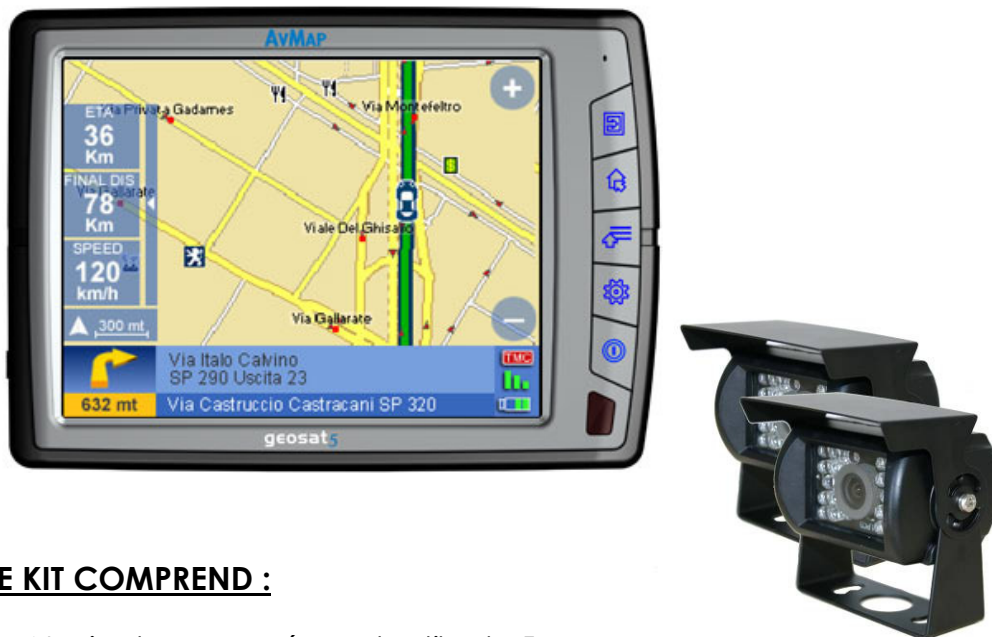 AvMap
Via Privata Gadames
Via Montefeltro
ETA
36
Km
FINAL DIS
78
Km
Via Gallarate
Viale Del Ghisallo
SPEED
120
km/h
Via Gallarate
300 mt
Via Italo Calvino
SP 290 Uscita 23
TMC
632 mt
Via Castruccio Castracani SP 320
geosat5
E KIT COMPREND :